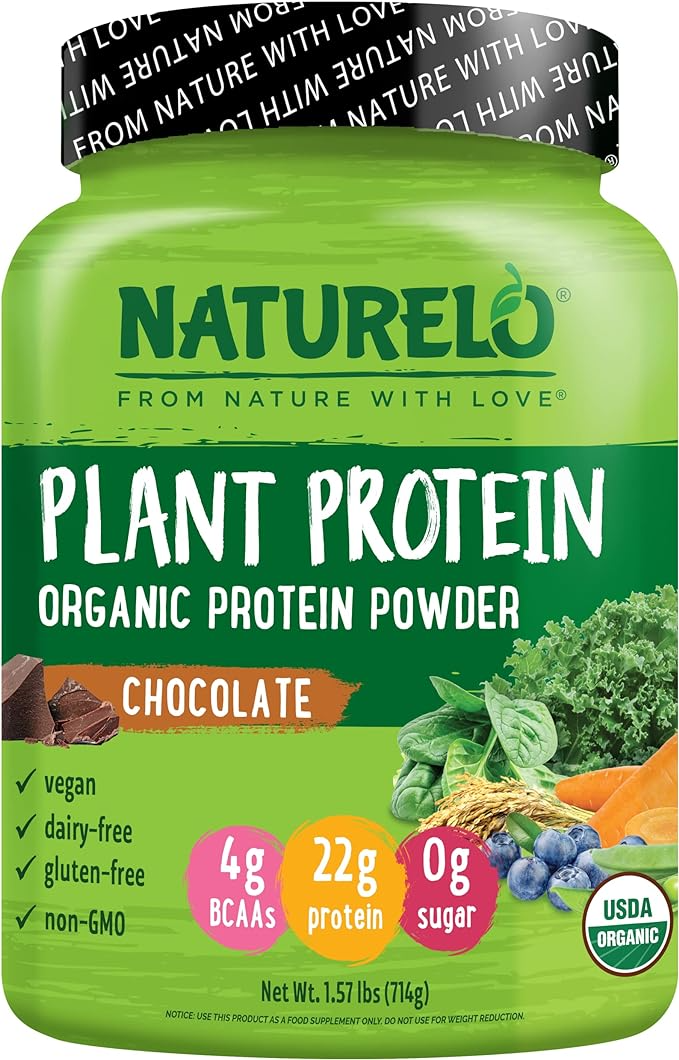 FROM NATURE WITH LOVE
NATURELO®
FROM NATURE WITH LOVE®
PLANT PROTEIN
ORGANIC PROTEIN POWDER
CHOCOLATE
✓ vegan
✓ dairy-free
✓ gluten-free
✓ non-GMO
4g
BCAAs
22g
protein
0g
sugar
USDA
ORGANIC
Net Wt. 1.57 lbs (714g)
NOTICE: USE THIS PRODUCT AS A FOOD SUPPLEMENT ONLY. DO NOT USE FOR WEIGHT REDUCTION.